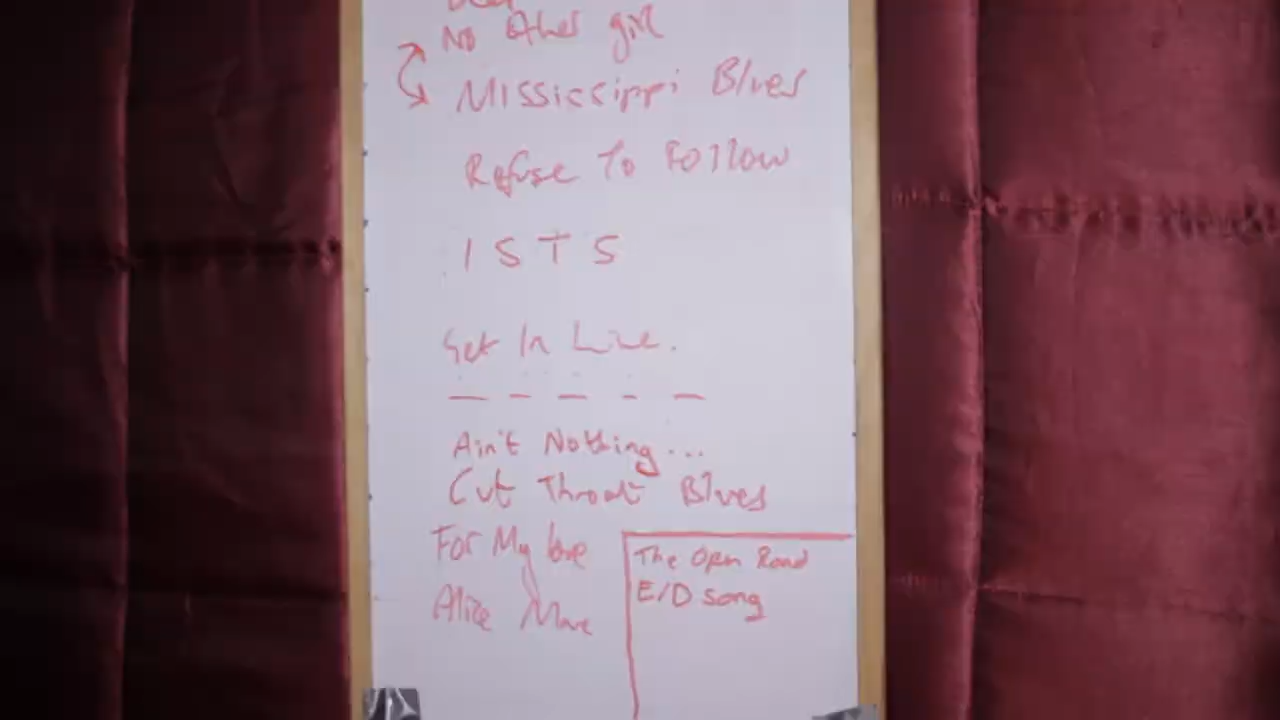 No Other girl
Mississippi Blues
Refuse To Follow
I S T S
Get In Line.
Ain't Nothing...
Cut Throat Blues
For My love
Alice
The Open Road
E/D song